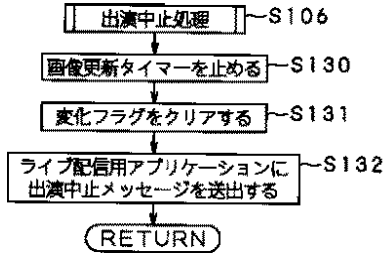 出演中止処理 S106
画像更新タイマーを止める S130
変化フラグをクリアする S131
ライブ配信用アプリケーションに S132
出演中止メッセージを送出する
RETURN